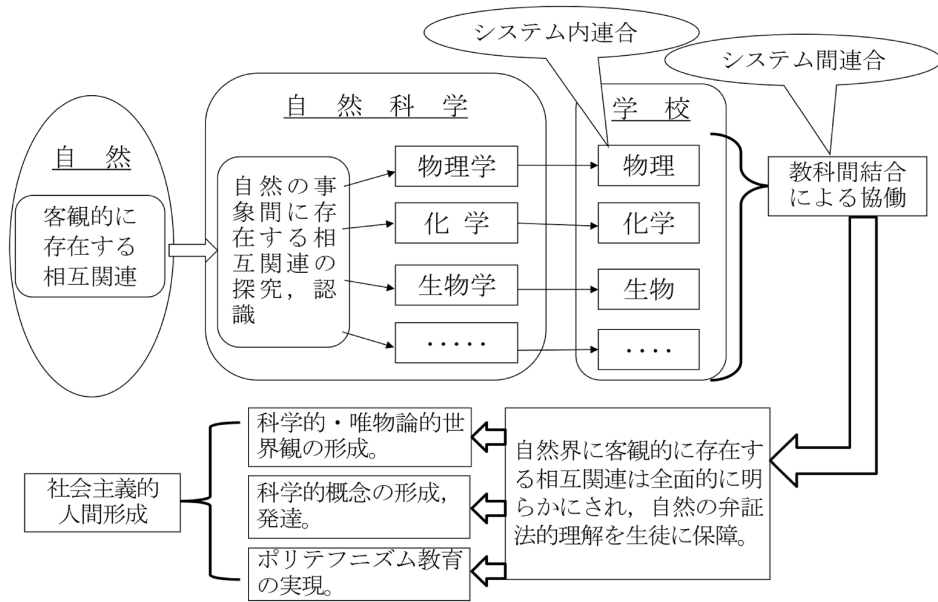 システム内連合
システム間連合
自然
客観的に
存在する
相互関連
自然科学
自然の事
象間に存
在する相
互関連の
探究，認
識
物理学
化学
生物学
・・・・・
学校
物理
化学
生物
・・・・
教科間結合
による協働
自然界に客観的に存在する
相互関連は全面的に明
らかにされ，自然の弁証
法的理解を生徒に保障。
科学的・唯物論的世
界観の形成。
科学的概念の形成，
発達。
ポリテフニズム教育
の実現。
社会主義的
人間形成